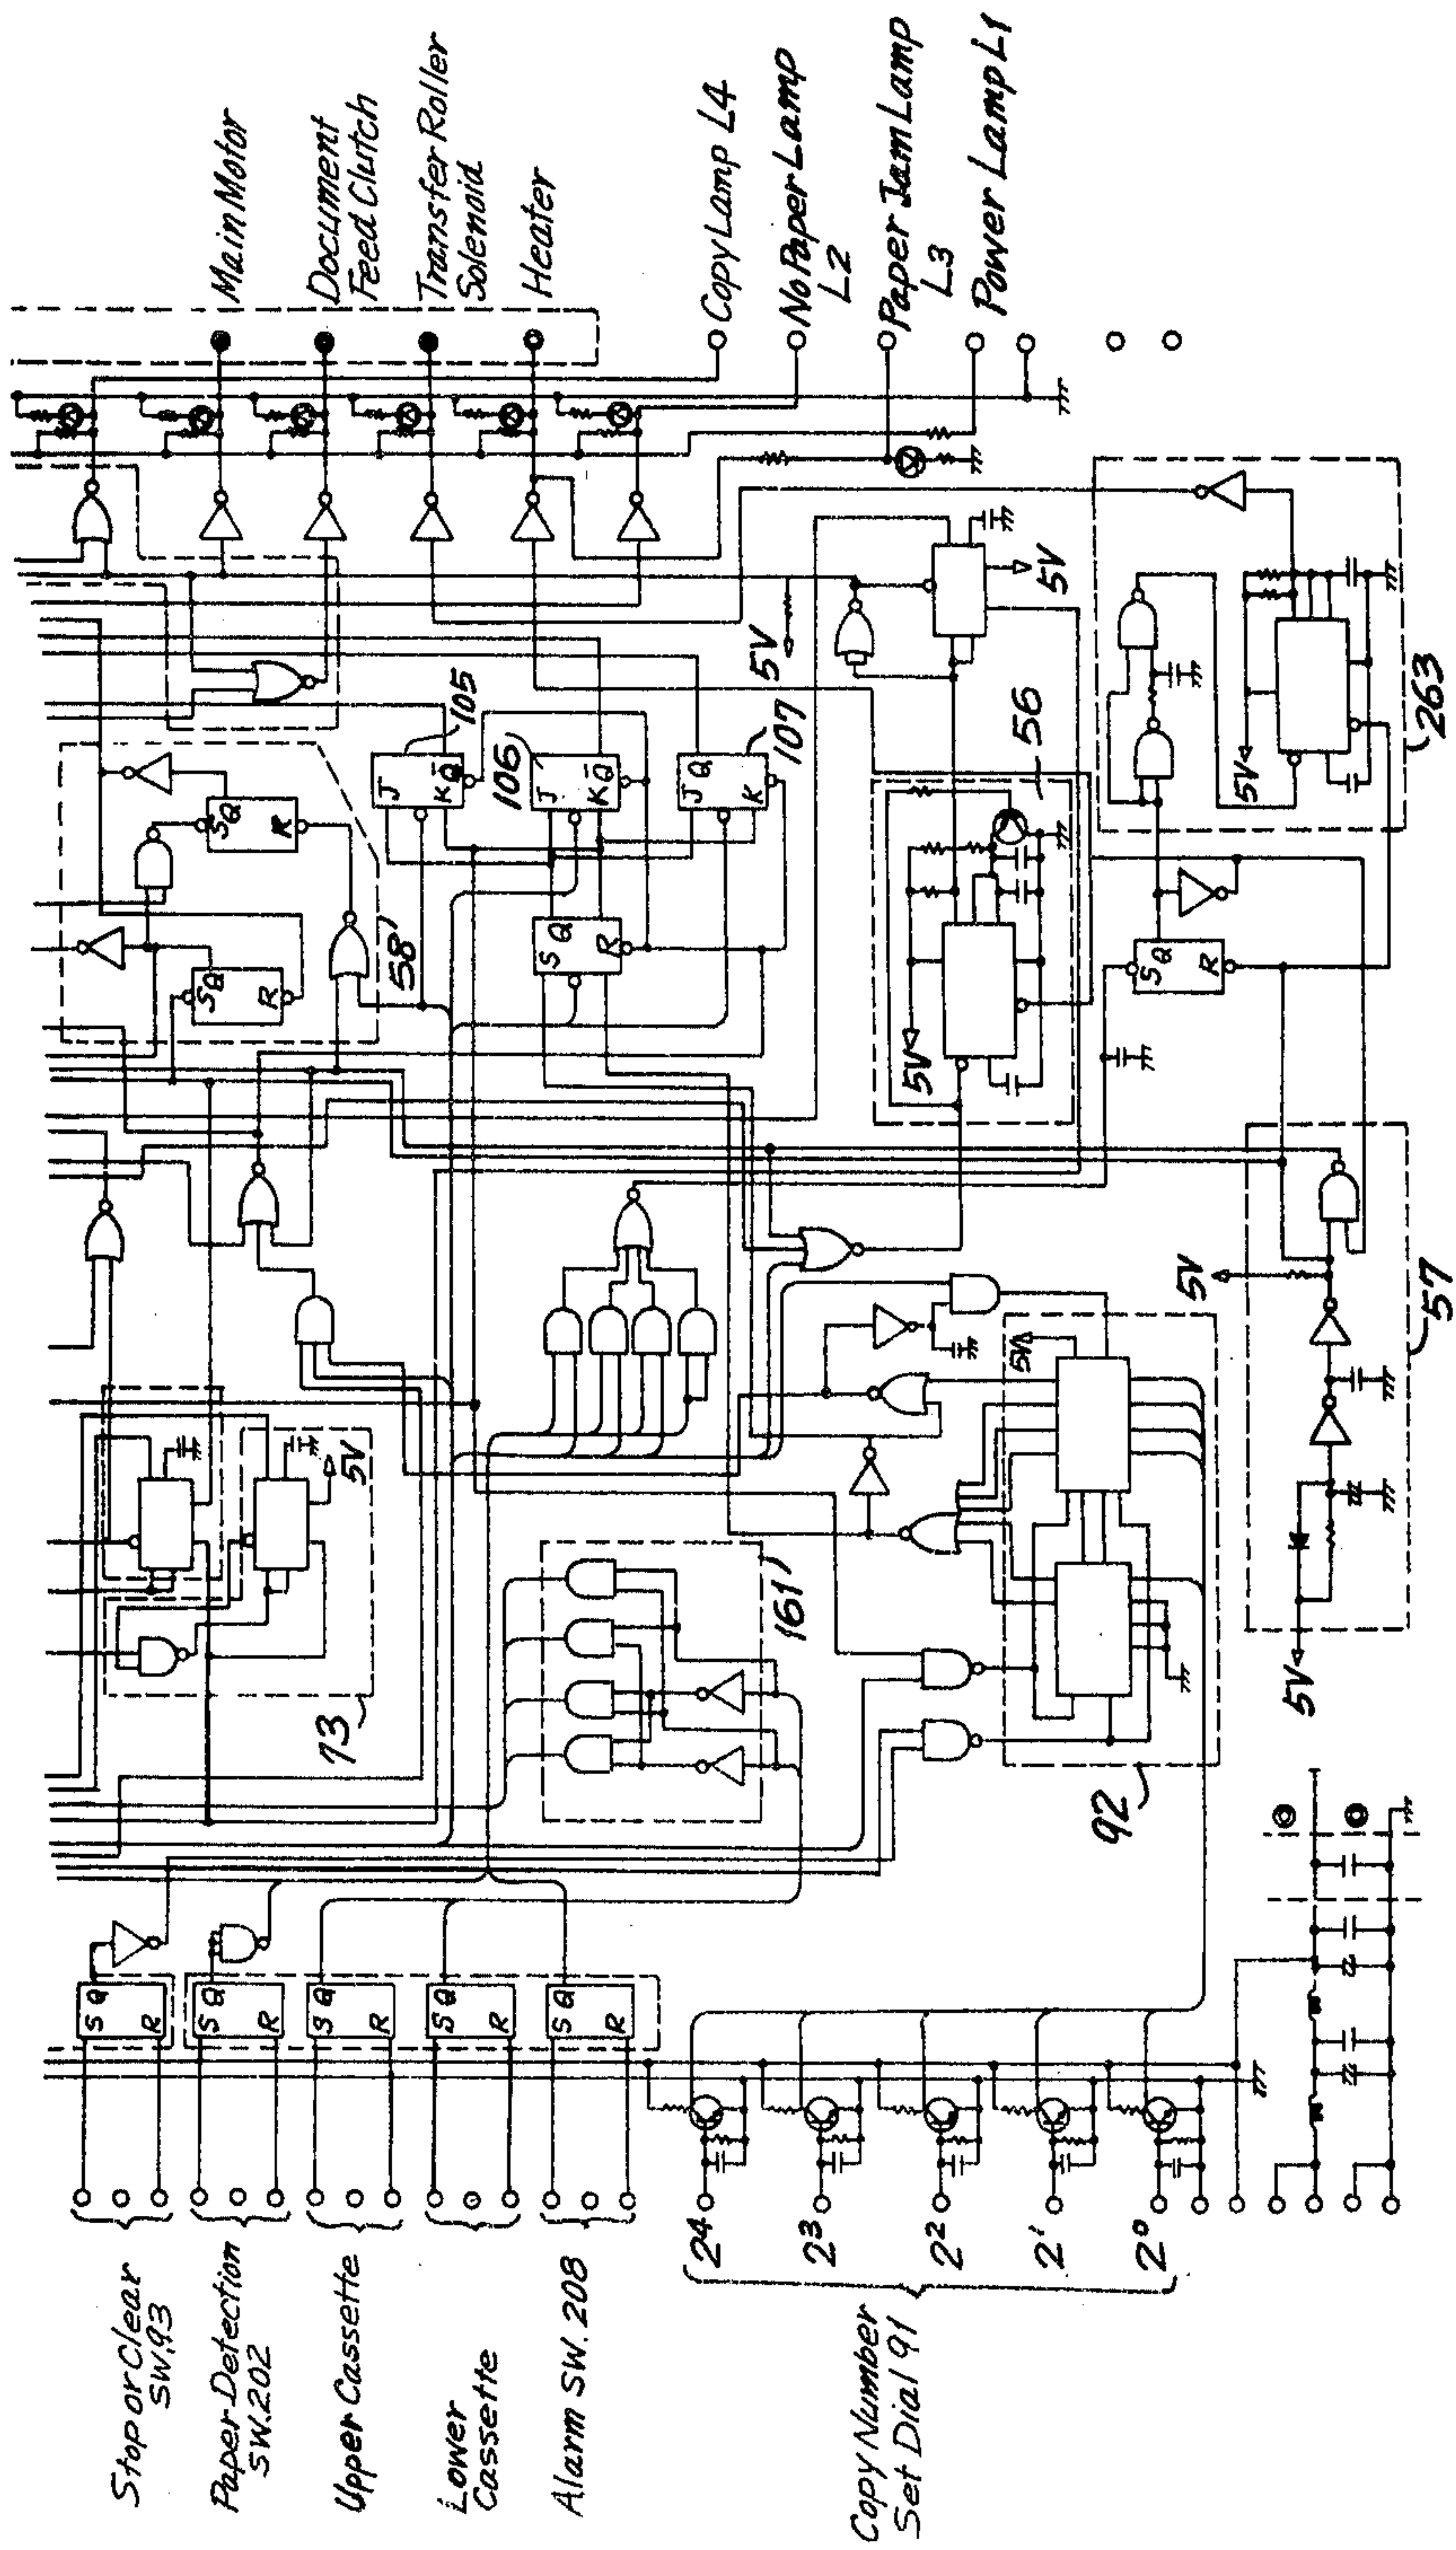 Main Motor
Document
Feed Clutch
Transfer Roller
Solenoid
Heater
Copy Lamp L4
No Paper Lamp
L2
Paper Jam Lamp
L3
Power Lamp L1
105
J
K Q̅
106
J
K Q̅
107
J Q
K
S Q
R
58'
S Q
R
S Q
R
5V
5V
56
5V
5V
263
S Q
R
57
5V
5V
13
5V
161'
92
5V
S Q
R
S Q
R
S Q
R
S Q
R
S Q
R
Stop or Clear
SW.93
Paper Detection
SW.202
Upper Cassette
Lower
Cassette
Alarm SW. 208
Copy Number
Set Dial 91
2⁴
2³
2²
2¹
2⁰